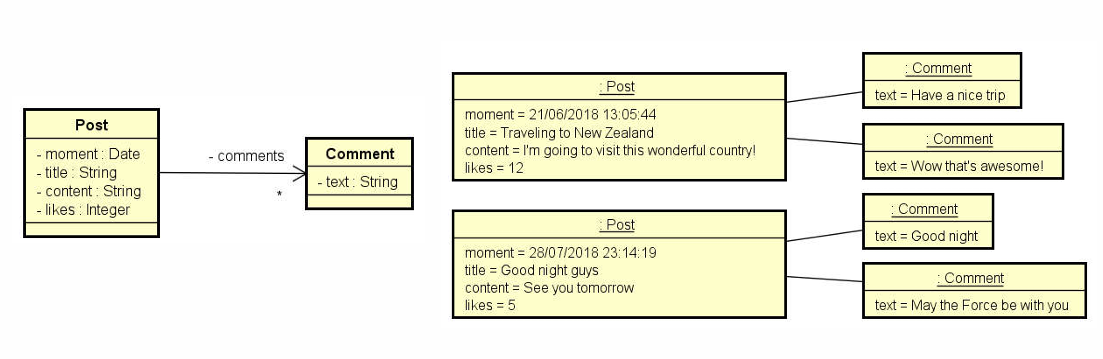 Post
- moment : Date
- title : String
- content : String
- likes : Integer
- comments
*
Comment
- text : String
: Post
moment = 21/06/2018 13:05:44
title = Traveling to New Zealand
content = I'm going to visit this wonderful country!
likes = 12
: Comment
text = Have a nice trip
: Comment
text = Wow that's awesome!
: Post
moment = 28/07/2018 23:14:19
title = Good night guys
content = See you tomorrow
likes = 5
: Comment
text = Good night
: Comment
text = May the Force be with you